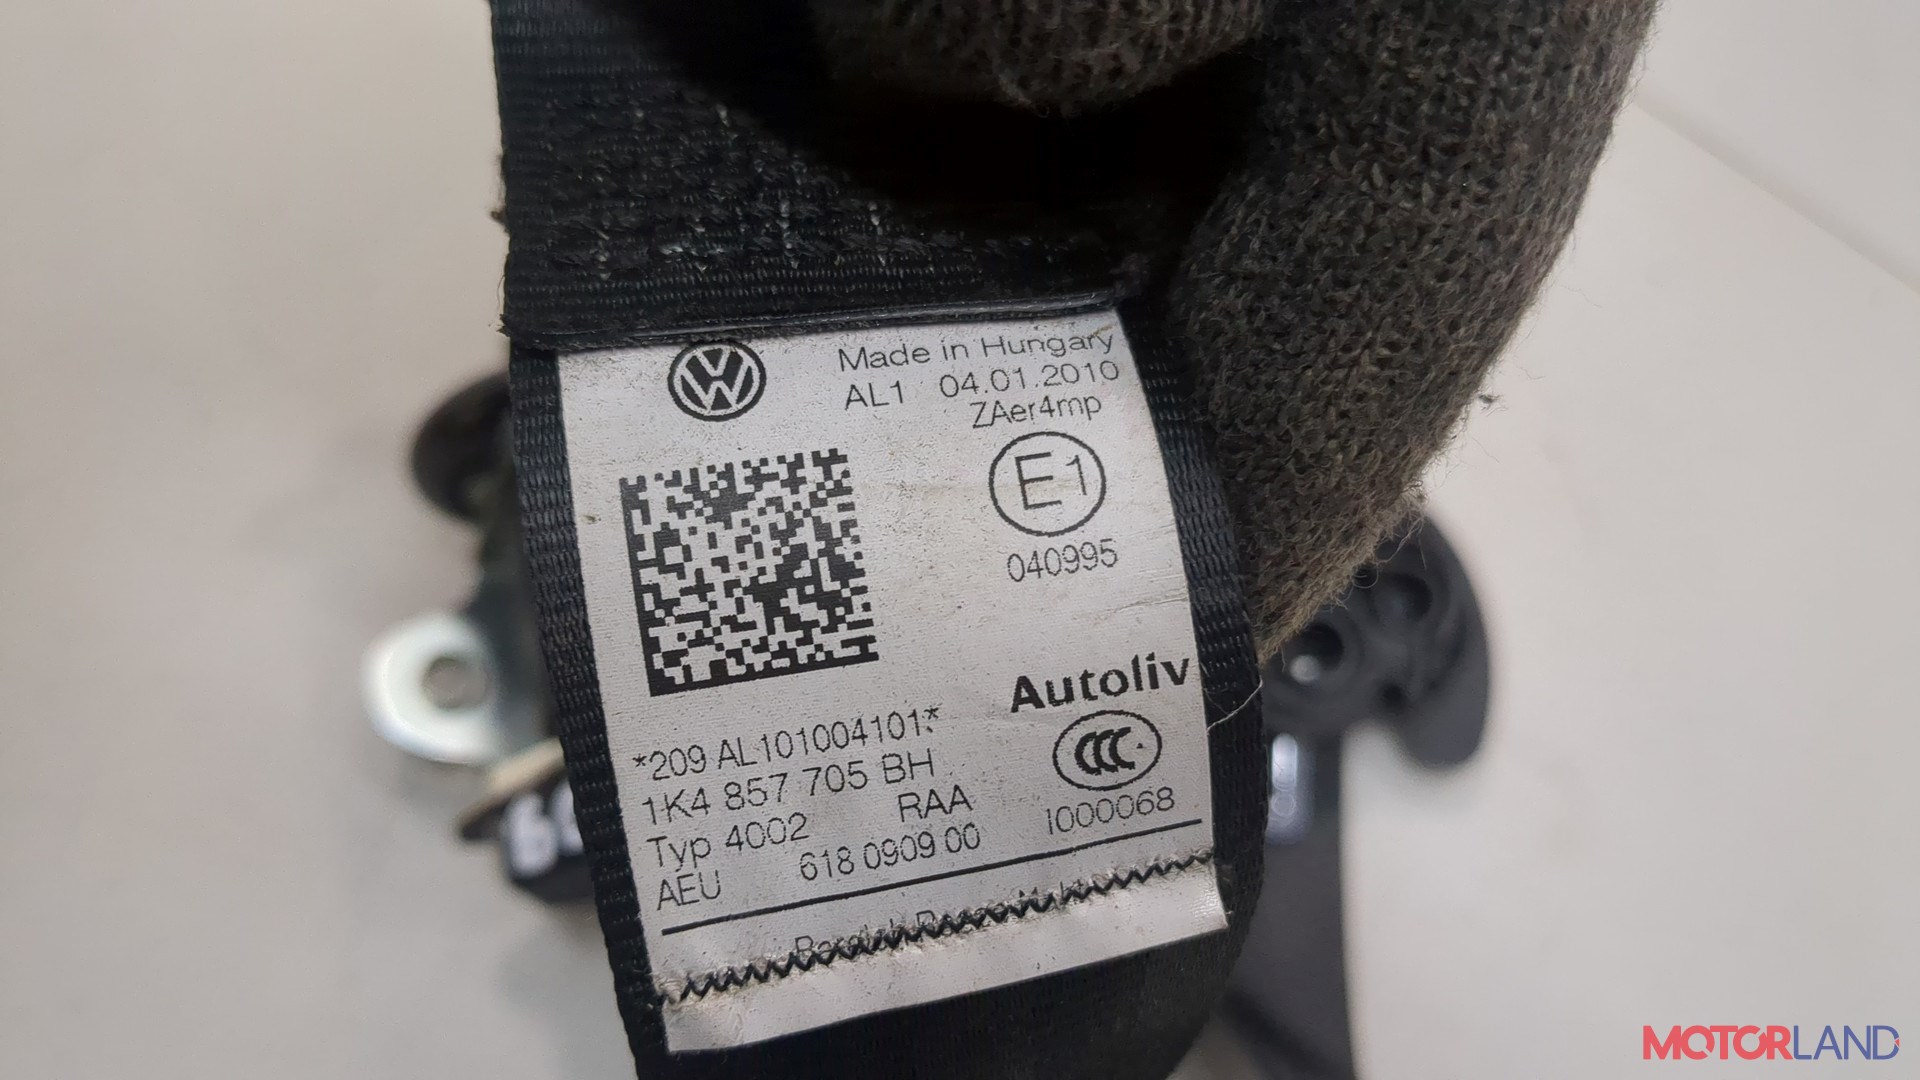 Made in Hungary
AL1 04.01.2010
ZAer4mp
E1
040995
Autoliv
*209 AL101004101*
1K4 857 705 BH
Typ 4002 RAA
AEU 618 0909 00
CCC
I000068
MOTORLAND